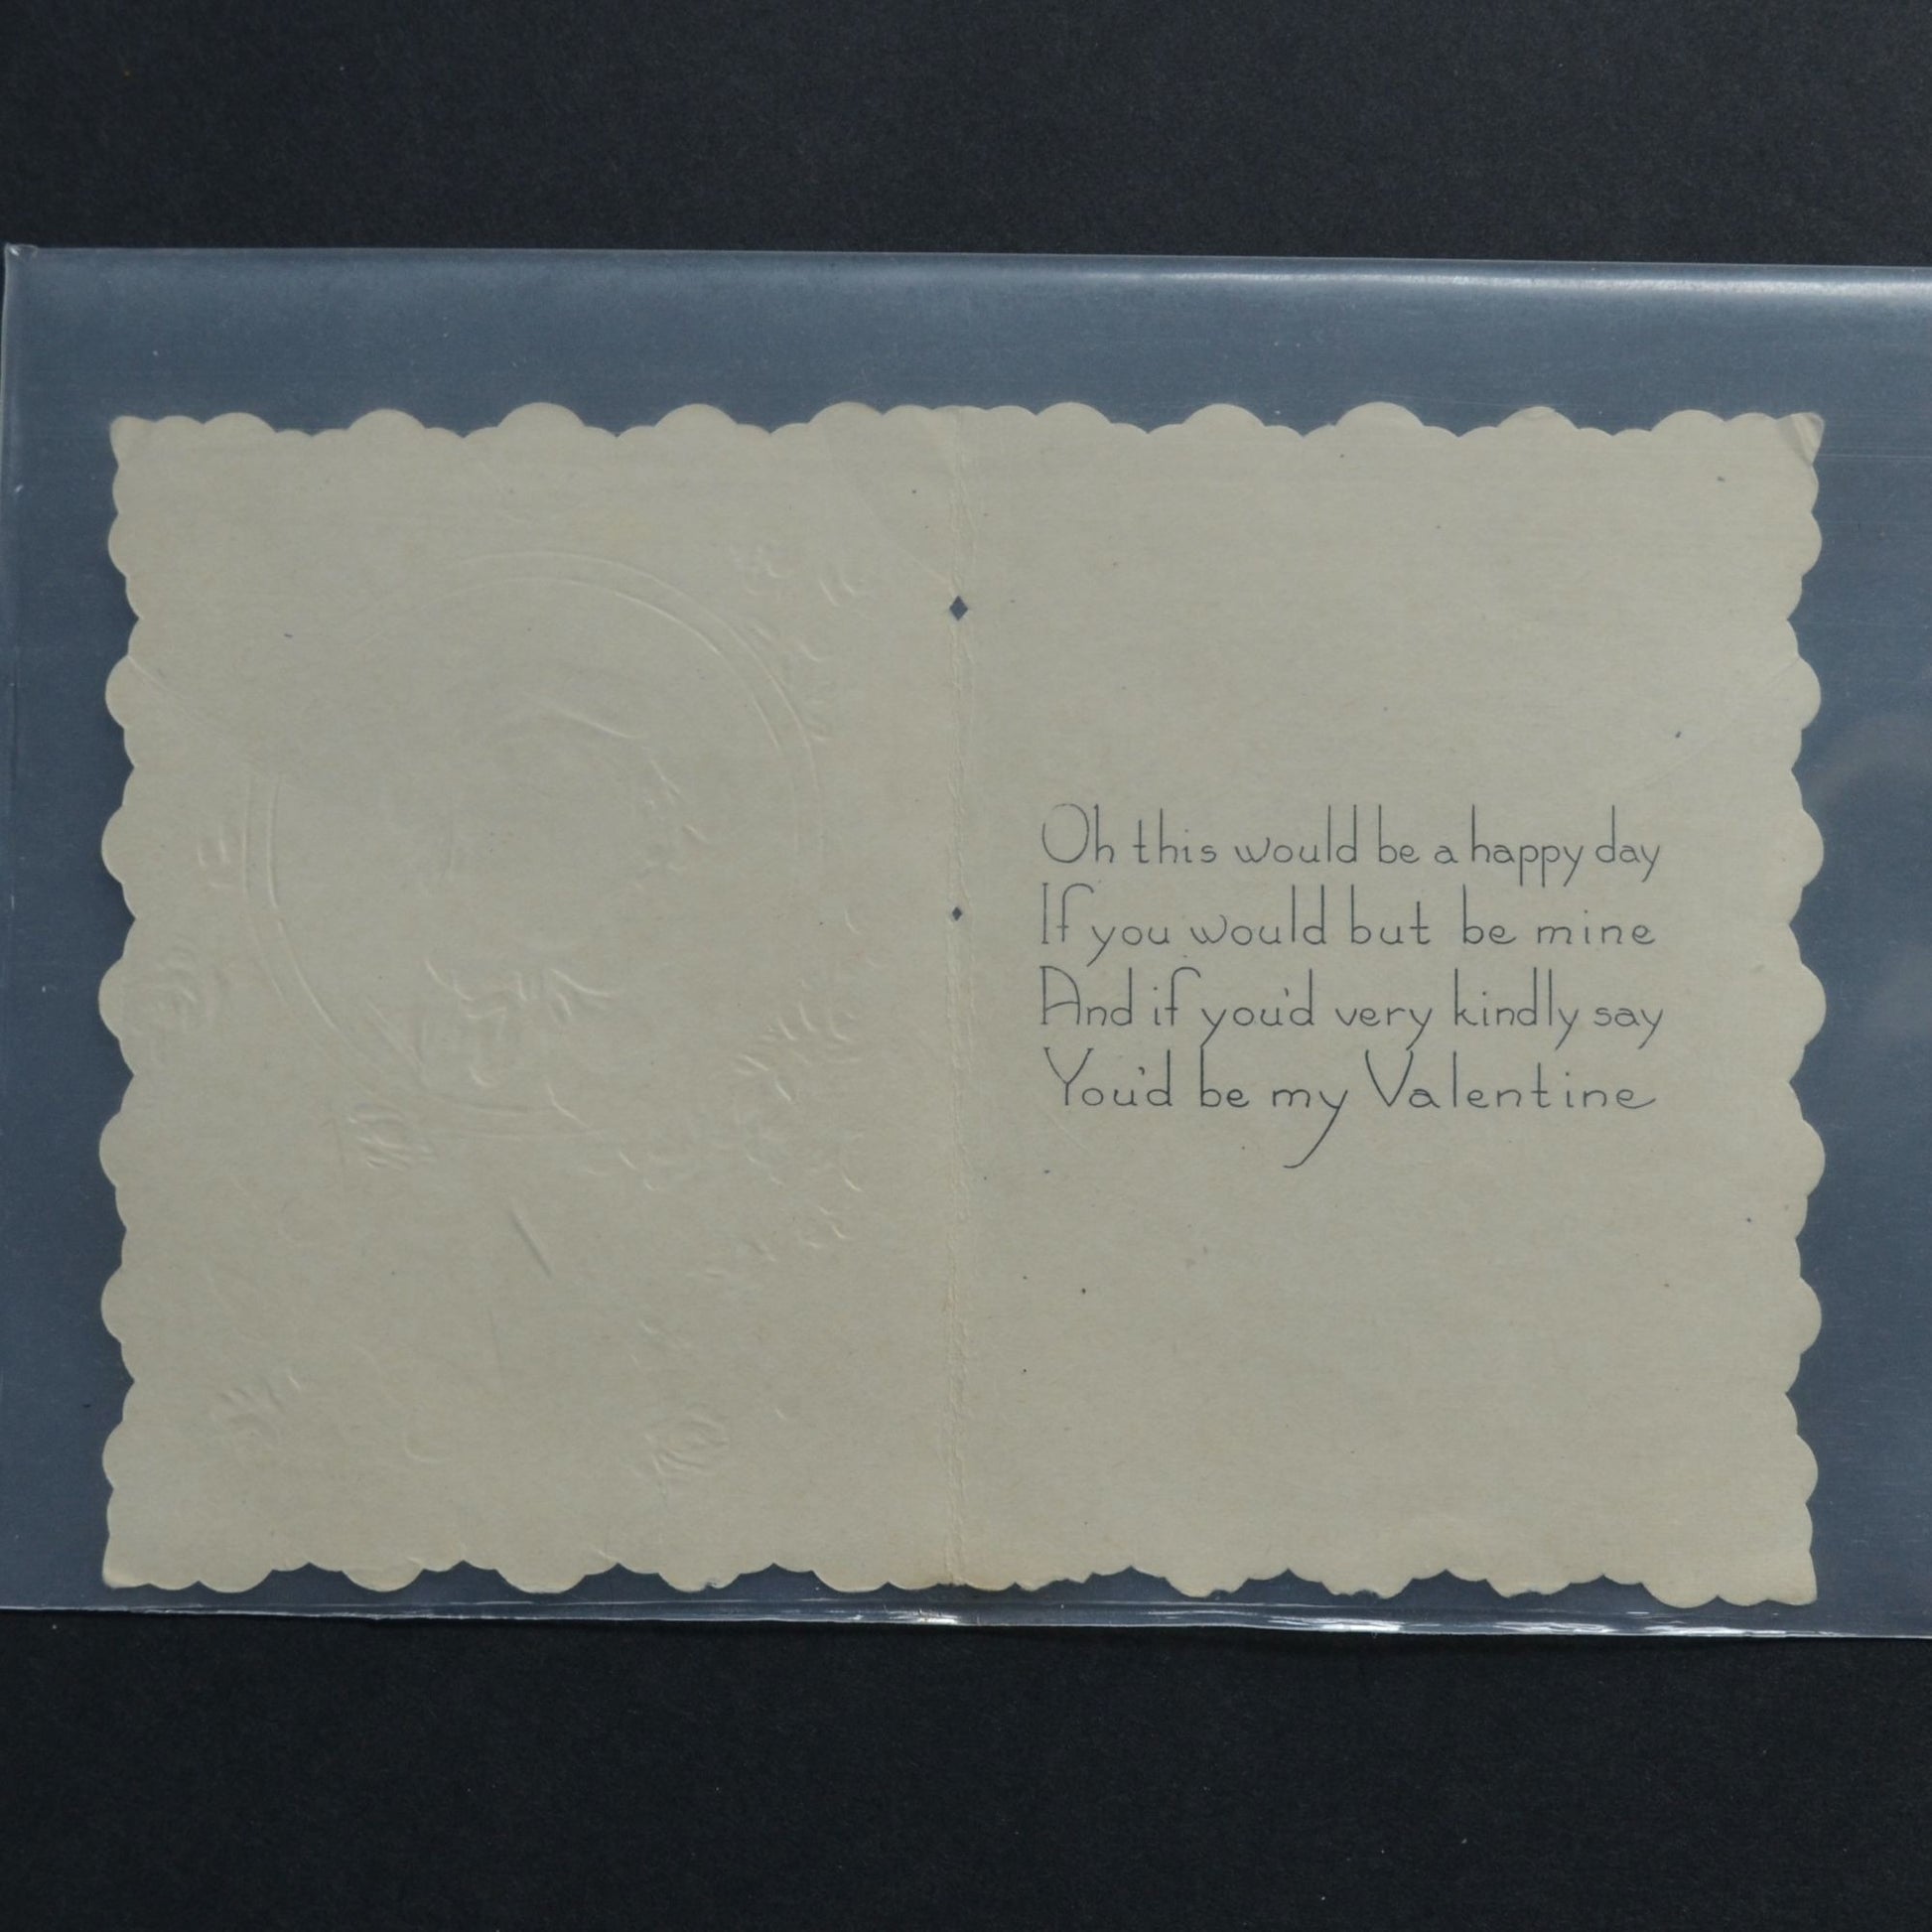 Oh this would be a happy day
If you would but be mine
And if you'd very kindly say
You'd be my Valentine